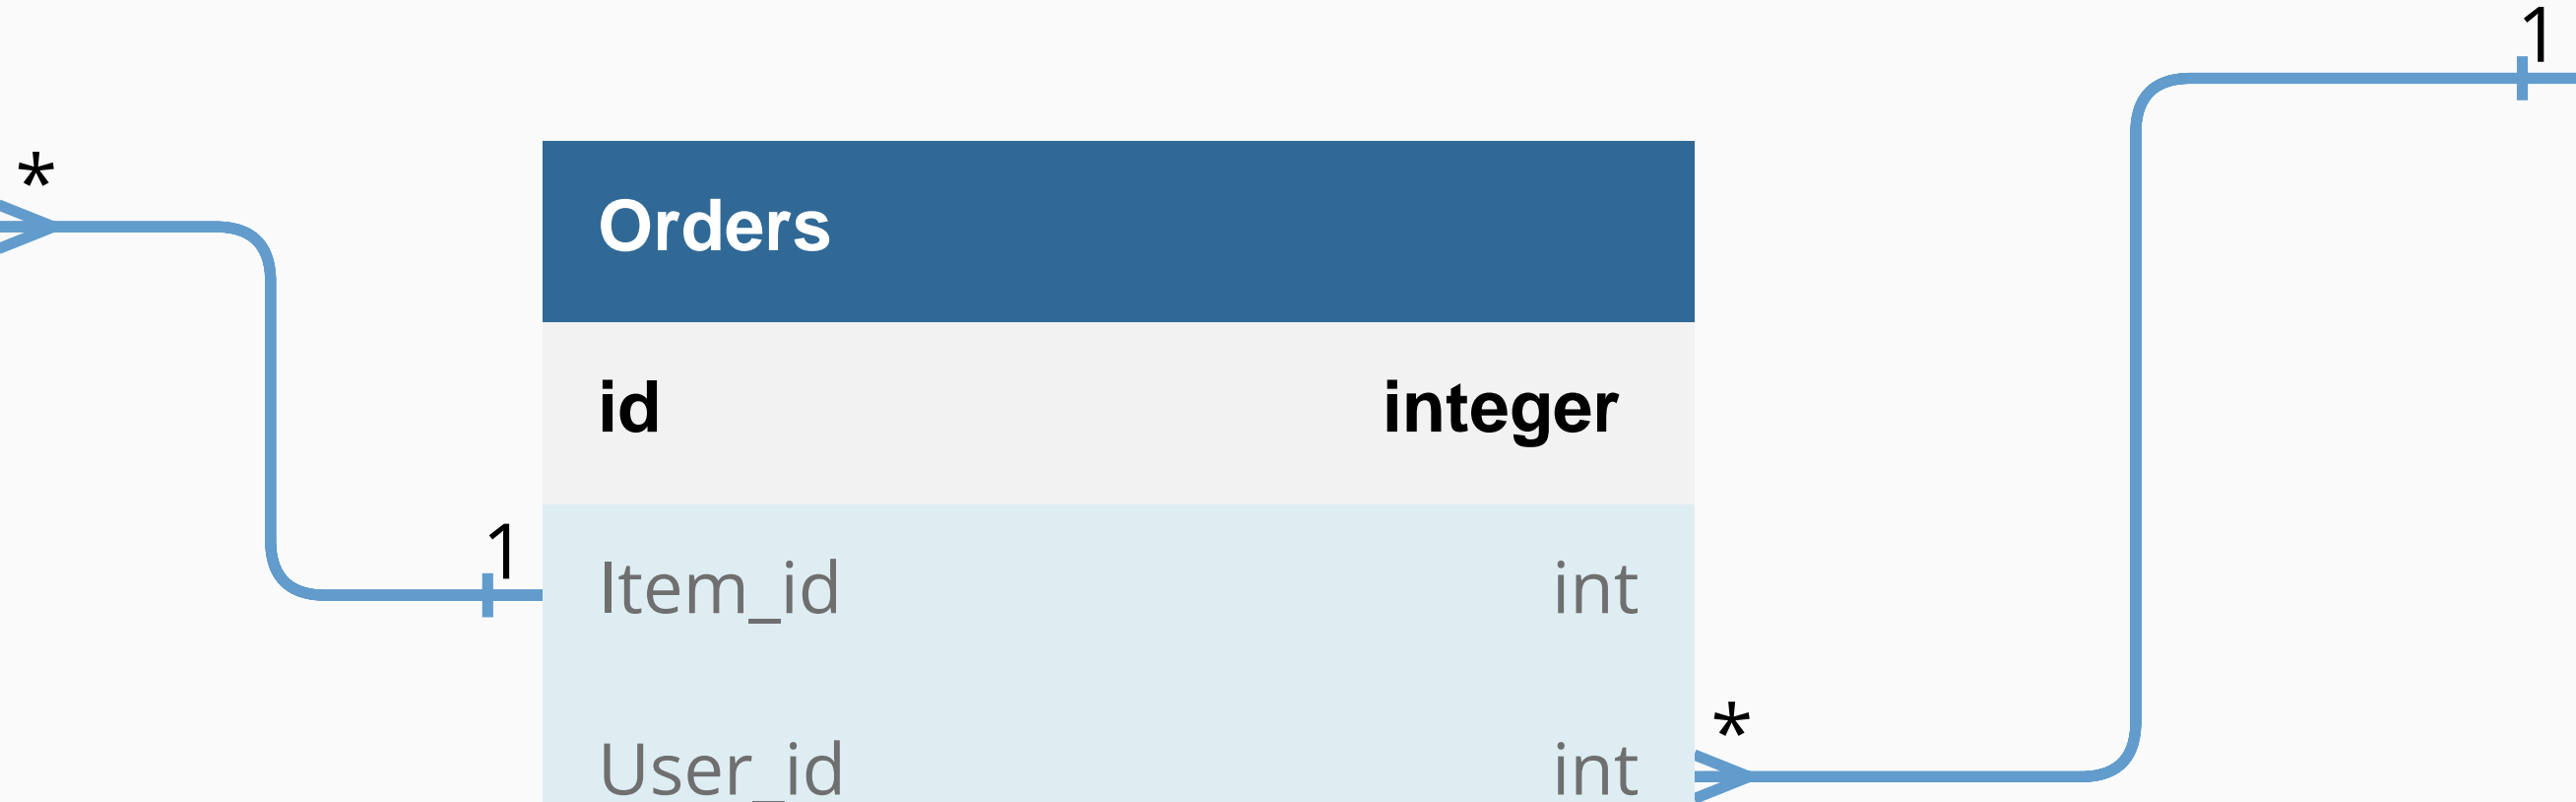 1
*
Orders
id integer
1
Item_id int
*
User_id int